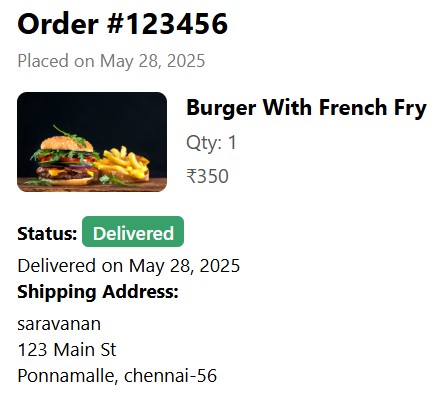 Order #123456
Placed on May 28, 2025
Burger With French Fry
Qty: 1
₹350
Status: Delivered
Delivered on May 28, 2025
Shipping Address:
saravanan
123 Main St
Ponnamalle, chennai-56